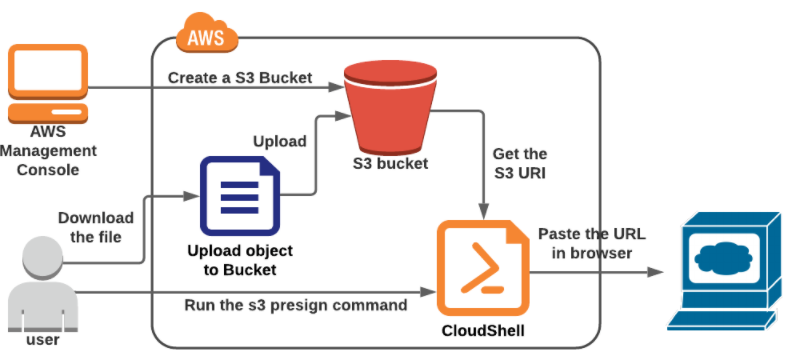 AWS
Create a S3 Bucket
AWS
Management
Console
Upload
S3 bucket
Get the
S3 URI
Download
the file
Upload object
to Bucket
Paste the URL
in browser
Run the s3 presign command
CloudShell
user